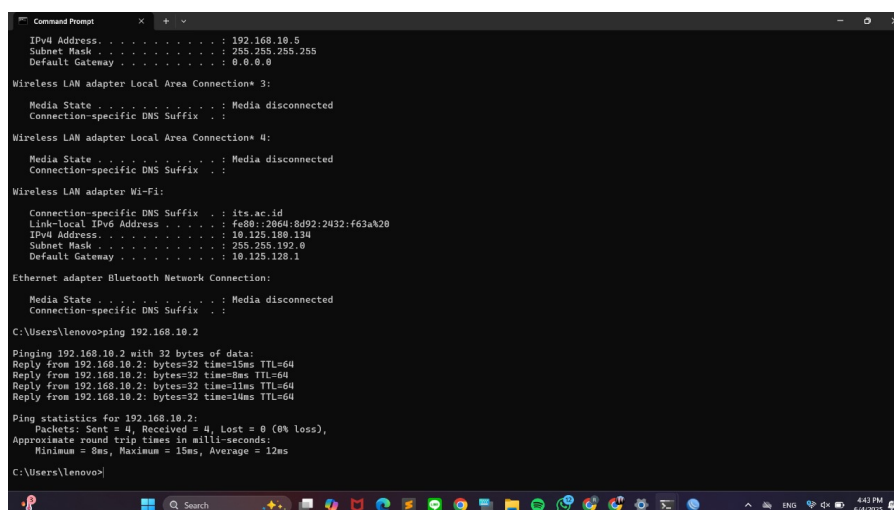 Command Prompt
IPv4 Address. . . . . . . . . . . : 192.168.10.5
Subnet Mask . . . . . . . . . . . : 255.255.255.255
Default Gateway . . . . . . . . . : 0.0.0.0
Wireless LAN adapter Local Area Connection* 3:
Media State . . . . . . . . . . . : Media disconnected
Connection-specific DNS Suffix  . :
Wireless LAN adapter Local Area Connection* 4:
Media State . . . . . . . . . . . : Media disconnected
Connection-specific DNS Suffix  . :
Wireless LAN adapter Wi-Fi:
Connection-specific DNS Suffix  . : its.ac.id
Link-local IPv6 Address . . . . . : fe80::2064:8d92:2432:f63a%20
IPv4 Address. . . . . . . . . . . : 10.125.180.134
Subnet Mask . . . . . . . . . . . : 255.255.192.0
Default Gateway . . . . . . . . . : 10.125.128.1
Ethernet adapter Bluetooth Network Connection:
Media State . . . . . . . . . . . : Media disconnected
Connection-specific DNS Suffix  . :
C:\Users\lenovo>ping 192.168.10.2
Pinging 192.168.10.2 with 32 bytes of data:
Reply from 192.168.10.2: bytes=32 time=15ms TTL=64
Reply from 192.168.10.2: bytes=32 time=8ms TTL=64
Reply from 192.168.10.2: bytes=32 time=11ms TTL=64
Reply from 192.168.10.2: bytes=32 time=14ms TTL=64
Ping statistics for 192.168.10.2:
Packets: Sent = 4, Received = 4, Lost = 0 (0% loss),
Approximate round trip times in milli-seconds:
Minimum = 8ms, Maximum = 15ms, Average = 12ms
C:\Users\lenovo>
Search
ENG
4:43 PM
6/4/2025